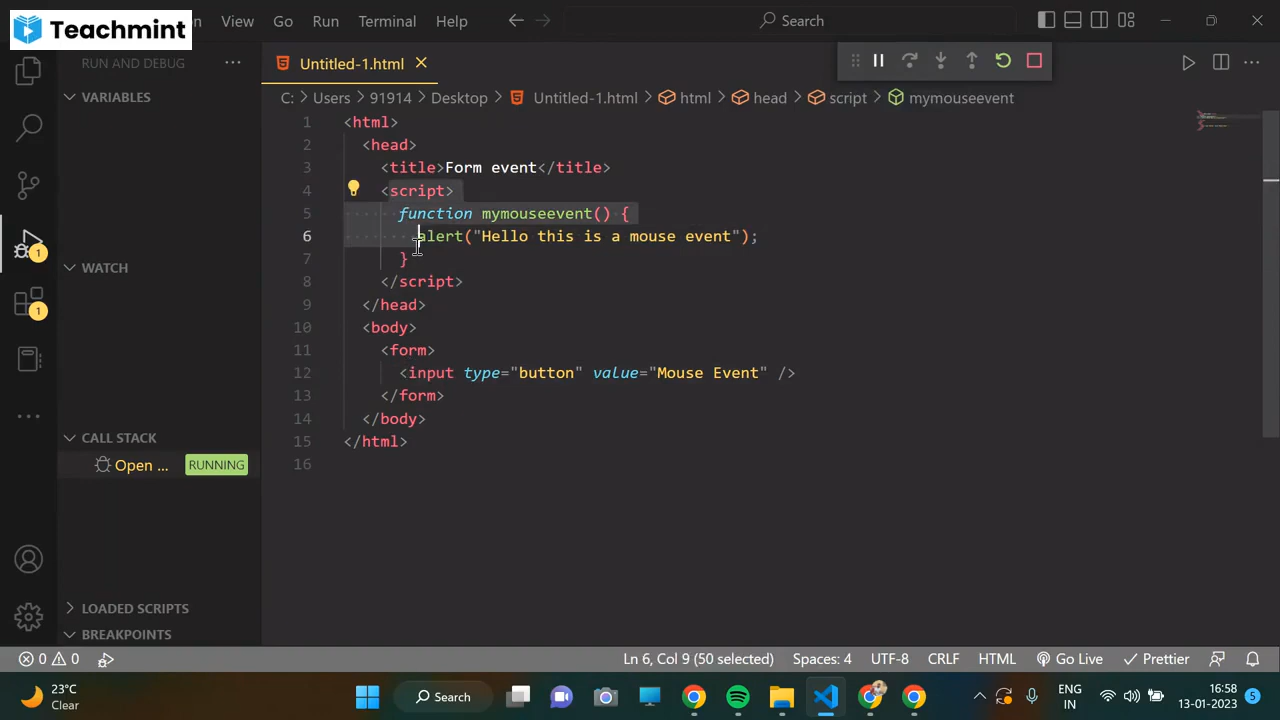 Teachmint
View Go Run Terminal Help
Search
RUN AND DEBUG
Untitled-1.html
VARIABLES
C: > Users > 91914 > Desktop > Untitled-1.html > html > head > script > mymouseevent
1 <html>
2 <head>
3 <title>Form event</title>
4 <script>
5 function mymouseevent() {
6 alert("Hello this is a mouse event");
7 }
8 </script>
9 </head>
10 <body>
11 <form>
12 <input type="button" value="Mouse Event" />
13 </form>
14 </body>
15 </html>
16
1
WATCH
1
CALL STACK
Open ... RUNNING
LOADED SCRIPTS
BREAKPOINTS
0 0 Ln 6, Col 9 (50 selected) Spaces: 4 UTF-8 CRLF HTML Go Live Prettier
23°C
Clear
Search
ENG
IN
16:58
13-01-2023
5